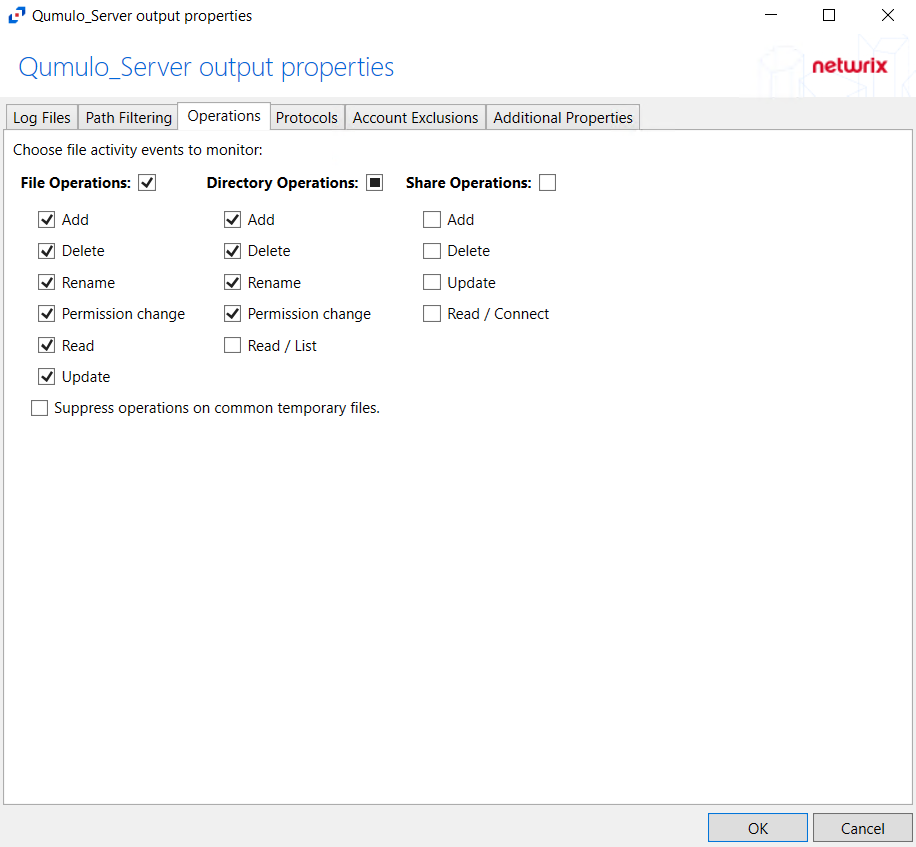 Qumulo_Server output properties
Qumulo_Server output properties
netwrix
Log Files Path Filtering Operations Protocols Account Exclusions Additional Properties
Choose file activity events to monitor:
File Operations: Directory Operations: Share Operations:
Add Add Add
Delete Delete Delete
Rename Rename Update
Permission change Permission change Read / Connect
Read Read / List
Update
Suppress operations on common temporary files.
OK Cancel